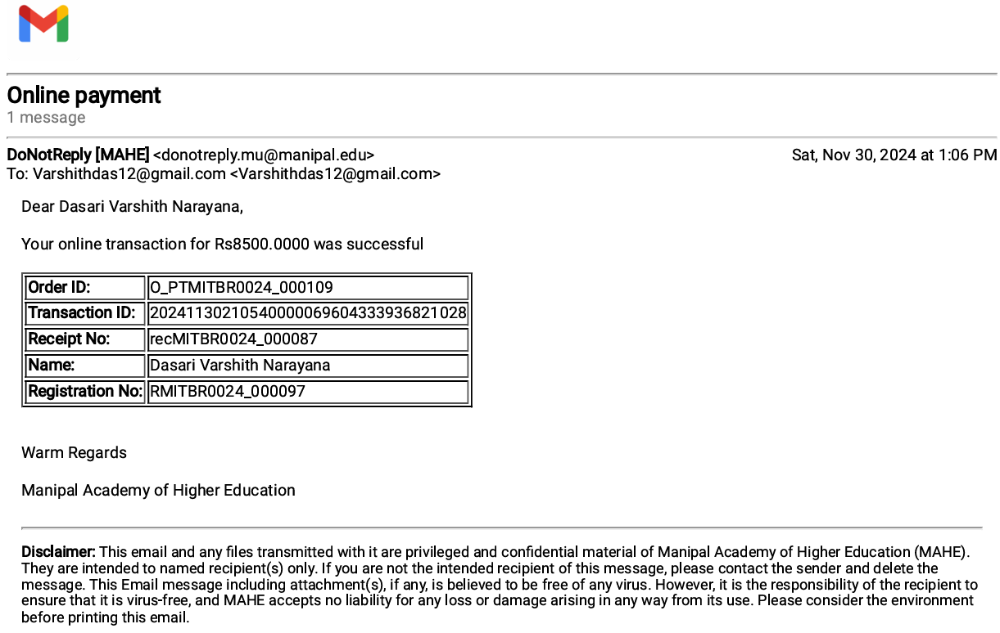 Online payment
1 message
DoNotReply [MAHE] <donotreply.mu@manipal.edu> Sat, Nov 30, 2024 at 1:06 PM
To: Varshithdas12@gmail.com <Varshithdas12@gmail.com>
Dear Dasari Varshith Narayana,
Your online transaction for Rs8500.0000 was successful
Order ID: O_PTMITBR0024_000109
Transaction ID: 20241130210540000069604333936821028
Receipt No: recMITBR0024_000087
Name: Dasari Varshith Narayana
Registration No: RMITBR0024_000097
Warm Regards
Manipal Academy of Higher Education
Disclaimer: This email and any files transmitted with it are privileged and confidential material of Manipal Academy of Higher Education (MAHE).
They are intended to named recipient(s) only. If you are not the intended recipient of this message, please contact the sender and delete the
message. This Email message including attachment(s), if any, is believed to be free of any virus. However, it is the responsibility of the recipient to
ensure that it is virus-free, and MAHE accepts no liability for any loss or damage arising in any way from its use. Please consider the environment
before printing this email.